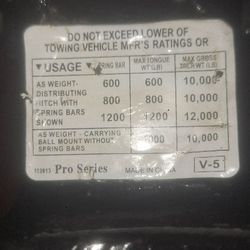 DO NOT EXCEED LOWER OF
TOWING VEHICLE MFR'S RATINGS OR
▼USAGE▼ SPRING BAR MAX TONGUE WT(LB) MAX GROSS TRLR WT (LB)
AS WEIGHT- 600 600 10,000
DISTRIBUTING
HITCH WITH 800 800 10,000
SPRING BARS 1200 1200 12,000
SHOWN
AS WEIGHT - CARRYING
BALL MOUNT WITHOUT 10,000
SPRING BARS
Pro Series MADE IN V-5